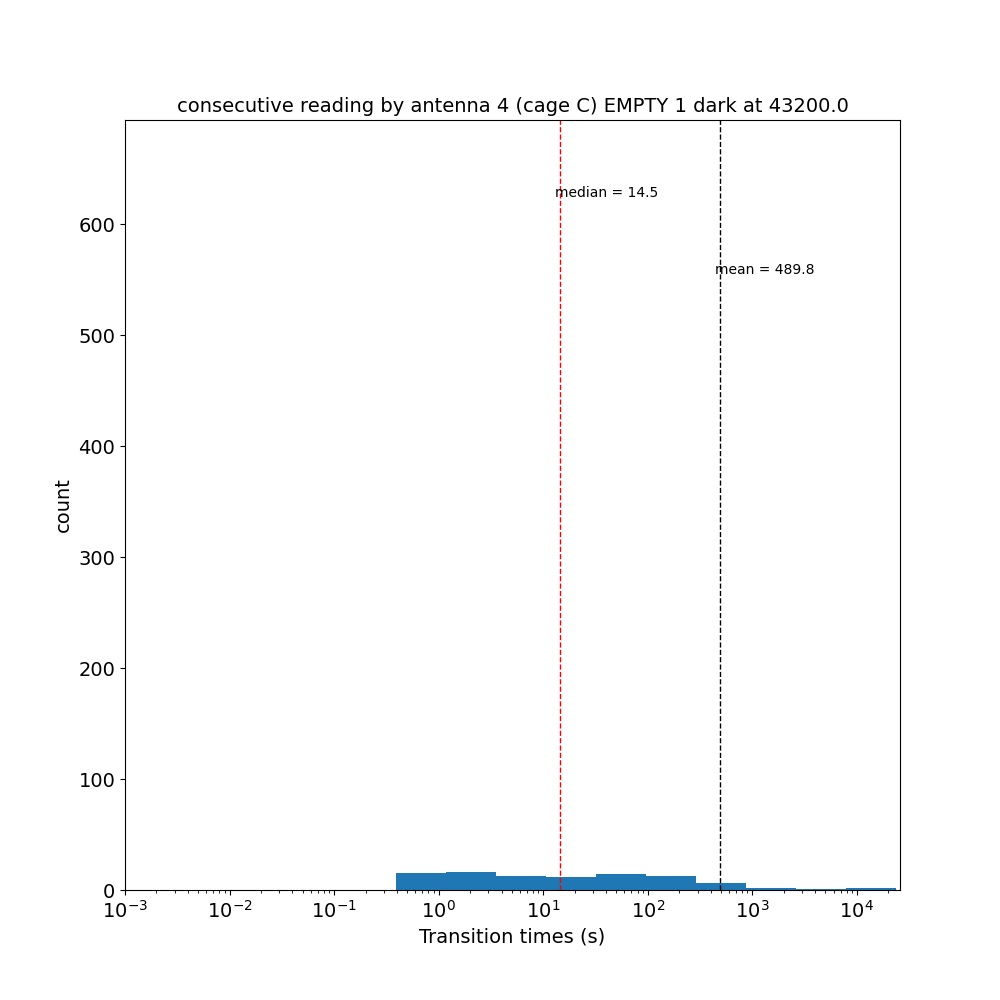 consecutive reading by antenna 4 (cage C) EMPTY 1 dark at 43200.0
median = 14.5
mean = 489.8
600
500
400
300
200
100
0
count
10⁻³ 10⁻² 10⁻¹ 10⁰ 10¹ 10² 10³ 10⁴
Transition times (s)